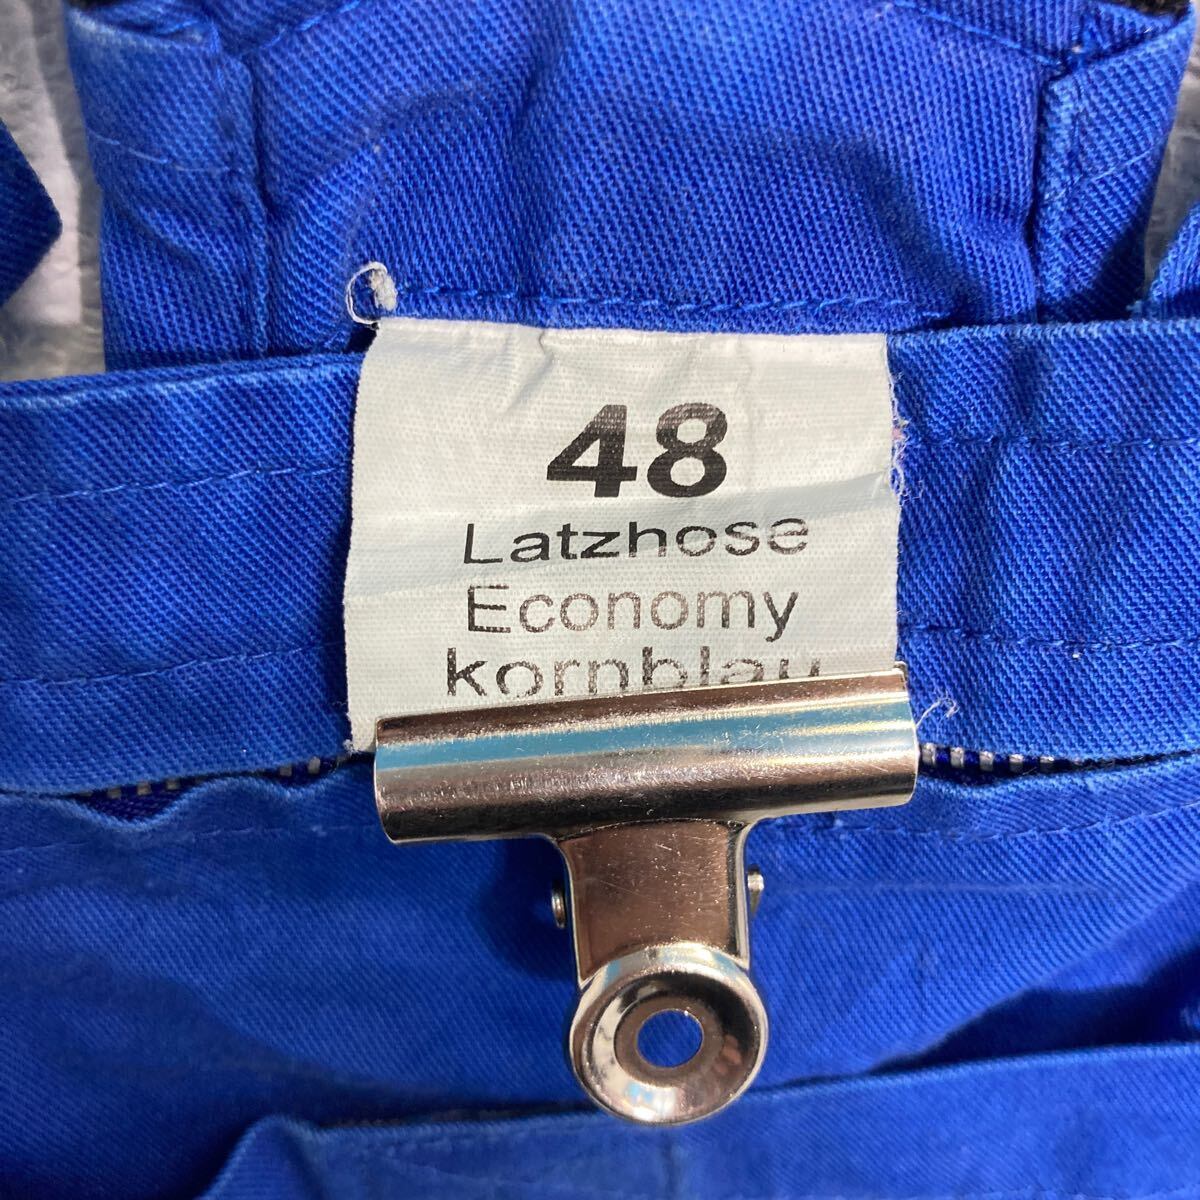 48
Latzhose
Economy
kornblau